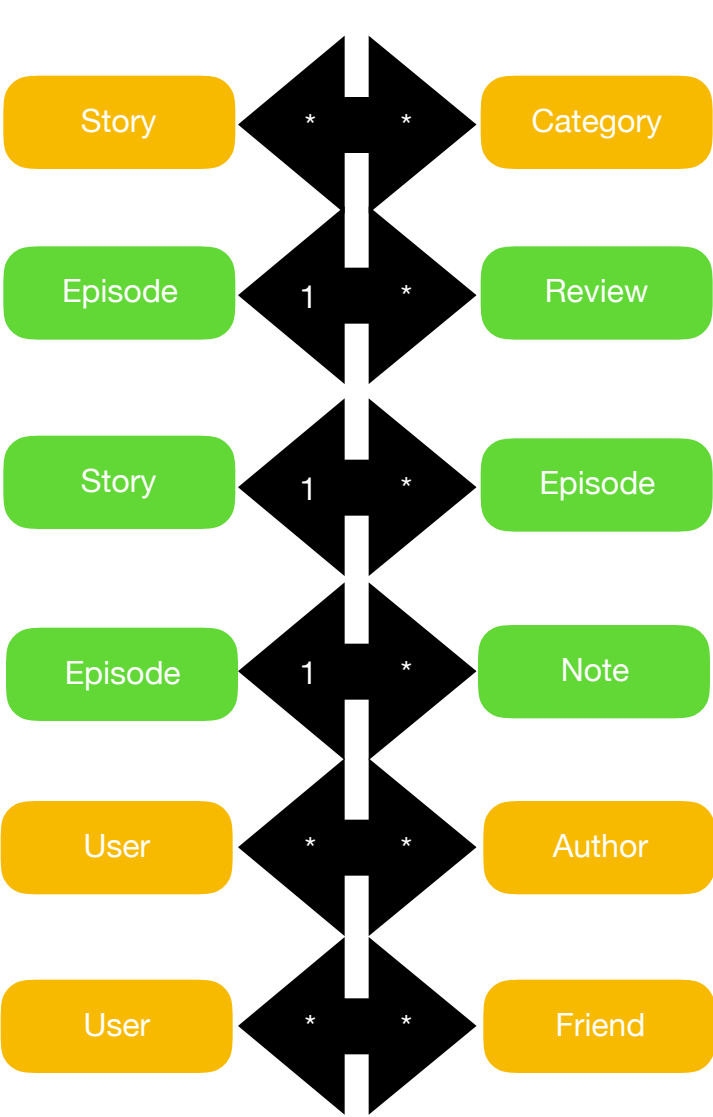 Story * * Category
Episode 1 * Review
Story 1 * Episode
Episode 1 * Note
User * * Author
User * * Friend